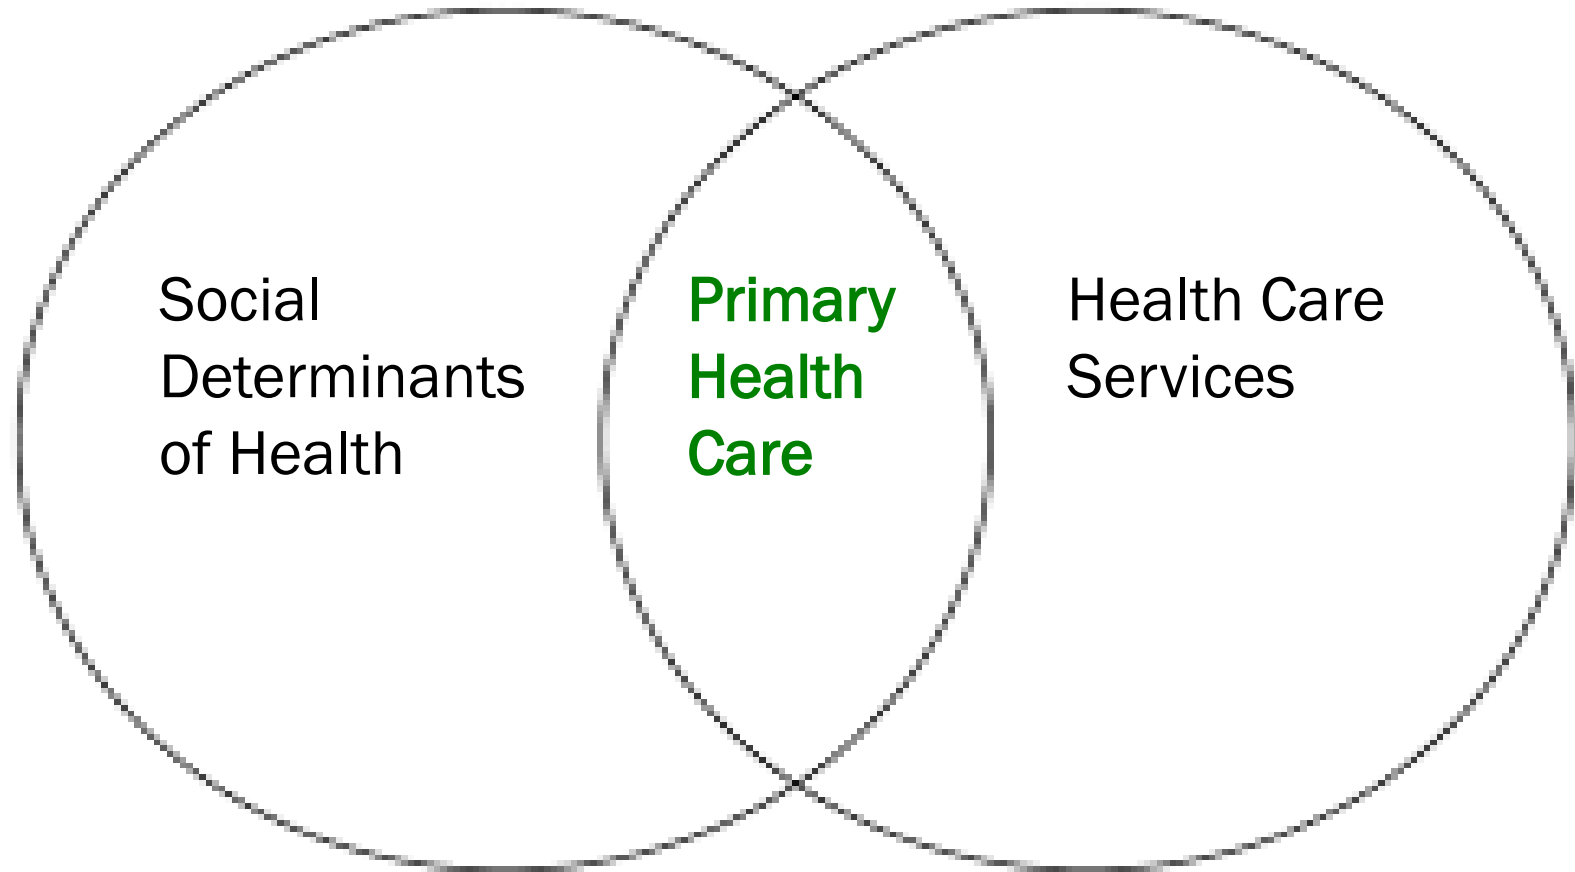 Social
Determinants
of Health
Primary
Health
Care
Health Care
Services